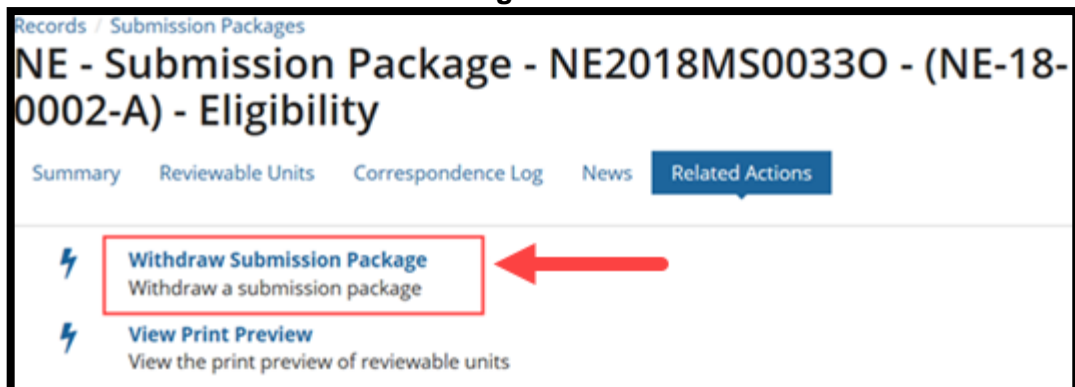 Records / Submission Packages
NE - Submission Package - NE2018MS0033O - (NE-18-
0002-A) - Eligibility
Summary Reviewable Units Correspondence Log News Related Actions
Withdraw Submission Package
Withdraw a submission package
View Print Preview
View the print preview of reviewable units